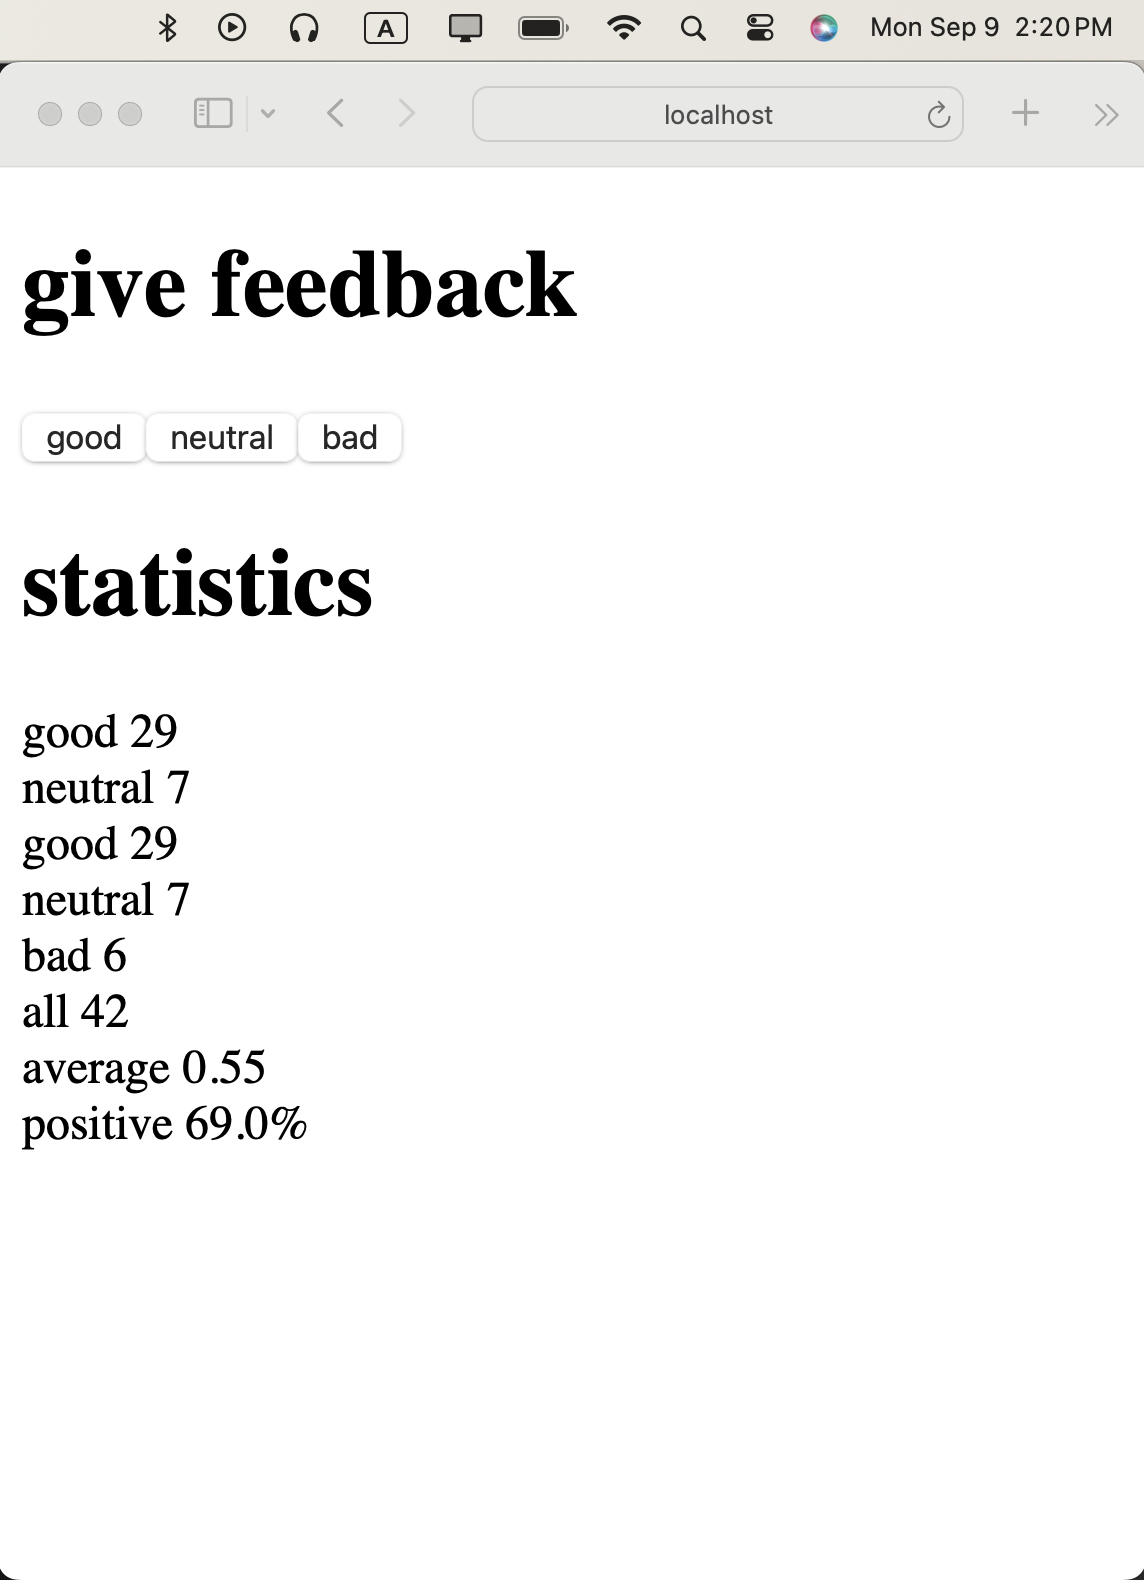 A Mon Sep 9 2:20 PM
localhost
give feedback
good neutral bad
statistics
good 29
neutral 7
good 29
neutral 7
bad 6
all 42
average 0.55
positive 69.0%